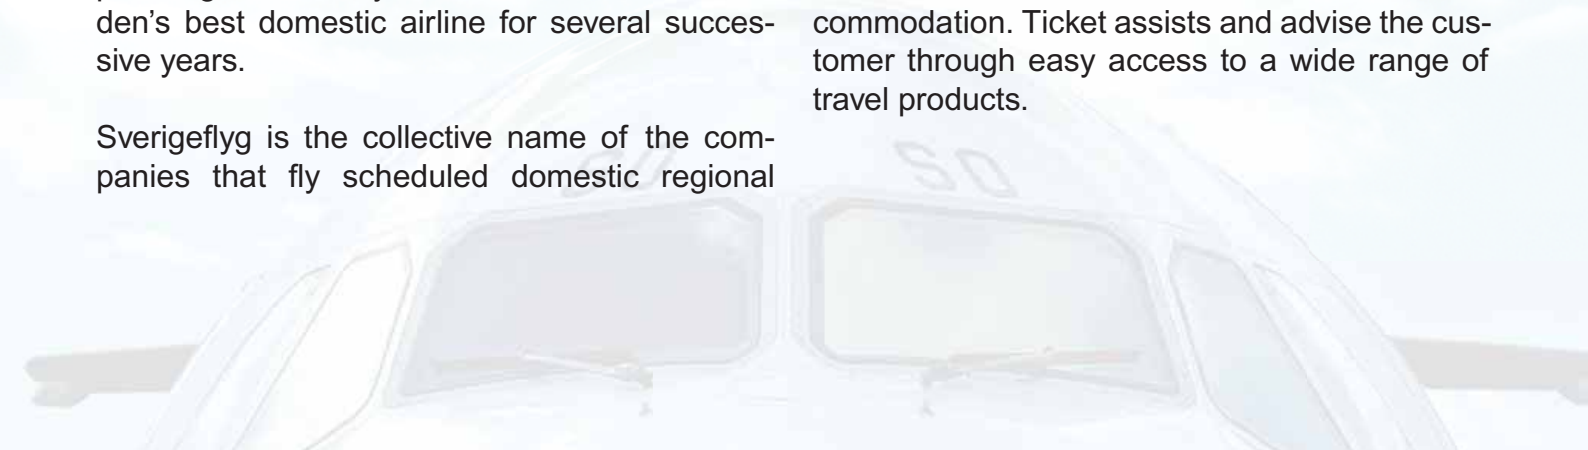 den's best domestic airline for several succes-
sive years.
Sverigeflyg is the collective name of the com-
panies that fly scheduled domestic regional
commodation. Ticket assists and advise the cus-
tomer through easy access to a wide range of
travel products.
SQ